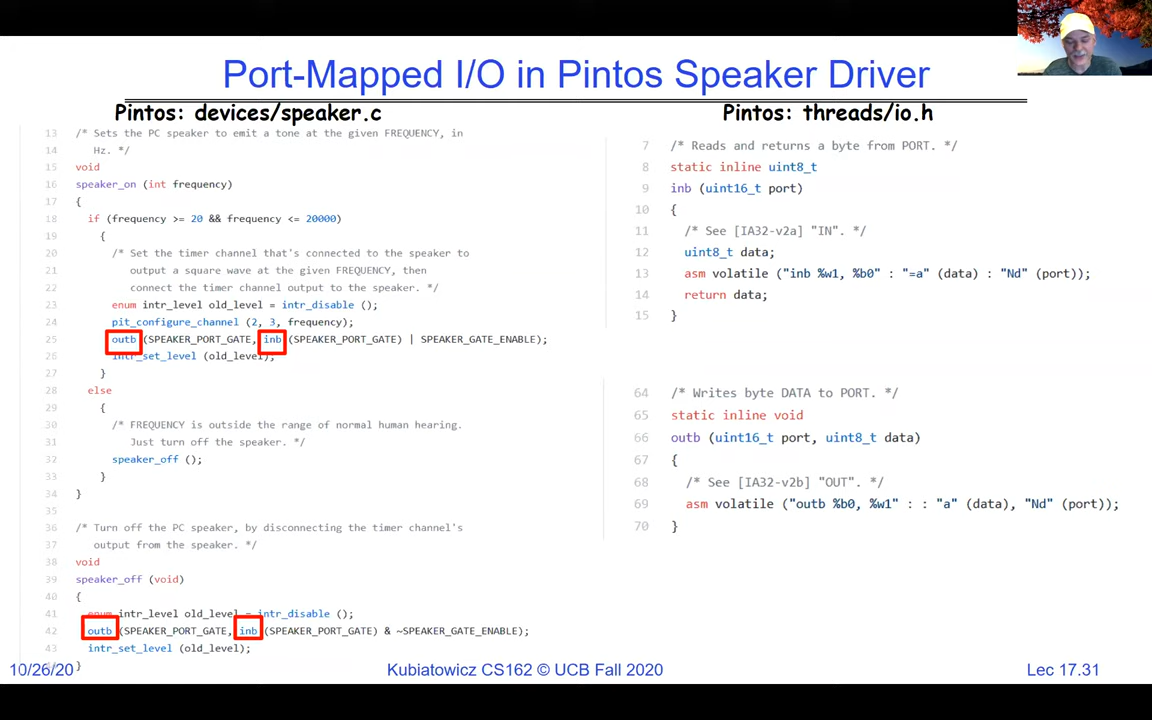 Port-Mapped I/O in Pintos Speaker Driver
Pintos: devices/speaker.c
13 /* Sets the PC speaker to emit a tone at the given FREQUENCY, in
14 Hz. */
15 void
16 speaker_on (int frequency)
17 {
18 if (frequency >= 20 && frequency <= 20000)
19 {
20 /* Set the timer channel that's connected to the speaker to
21 output a square wave at the given FREQUENCY, then
22 connect the timer channel output to the speaker. */
23 enum intr_level old_level = intr_disable ();
24 pit_configure_channel (2, 3, frequency);
25 outb (SPEAKER_PORT_GATE, inb (SPEAKER_PORT_GATE) | SPEAKER_GATE_ENABLE);
26 intr_set_level (old_level);
27 }
28 else
29 {
30 /* FREQUENCY is outside the range of normal human hearing.
31 Just turn off the speaker. */
32 speaker_off ();
33 }
34 }
35
36 /* Turn off the PC speaker, by disconnecting the timer channel's
37 output from the speaker. */
38 void
39 speaker_off (void)
40 {
41 enum intr_level old_level = intr_disable ();
42 outb (SPEAKER_PORT_GATE, inb (SPEAKER_PORT_GATE) & ~SPEAKER_GATE_ENABLE);
43 intr_set_level (old_level);
44 }
Pintos: threads/io.h
7 /* Reads and returns a byte from PORT. */
8 static inline uint8_t
9 inb (uint16_t port)
10 {
11 /* See [IA32-v2a] "IN". */
12 uint8_t data;
13 asm volatile ("inb %w1, %b0" : "=a" (data) : "Nd" (port));
14 return data;
15 }
64 /* Writes byte DATA to PORT. */
65 static inline void
66 outb (uint16_t port, uint8_t data)
67 {
68 /* See [IA32-v2b] "OUT". */
69 asm volatile ("outb %b0, %w1" : : "a" (data), "Nd" (port));
70 }
10/26/20
Kubiatowicz CS162 © UCB Fall 2020
Lec 17.31